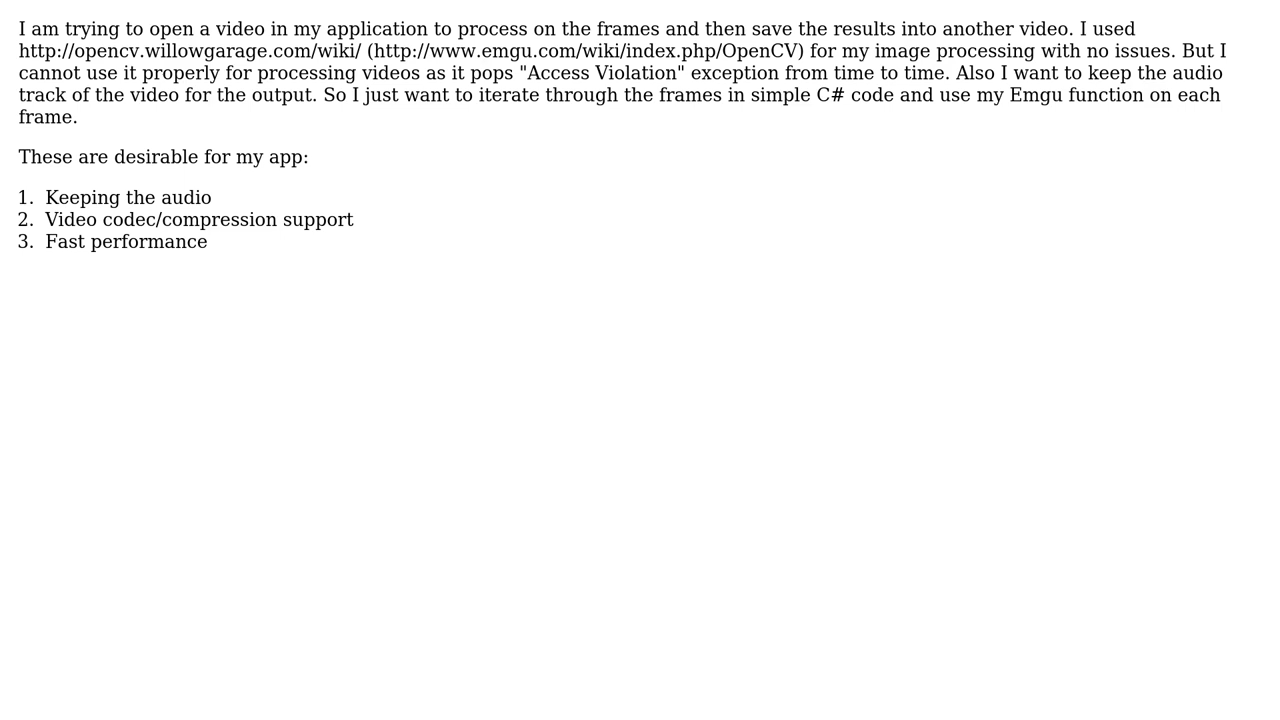 I am trying to open a video in my application to process on the frames and then save the results into another video. I used
http://opencv.willowgarage.com/wiki/ (http://www.emgu.com/wiki/index.php/OpenCV) for my image processing with no issues. But I
cannot use it properly for processing videos as it pops "Access Violation" exception from time to time. Also I want to keep the audio
track of the video for the output. So I just want to iterate through the frames in simple C# code and use my Emgu function on each
frame.
These are desirable for my app:
1. Keeping the audio
2. Video codec/compression support
3. Fast performance